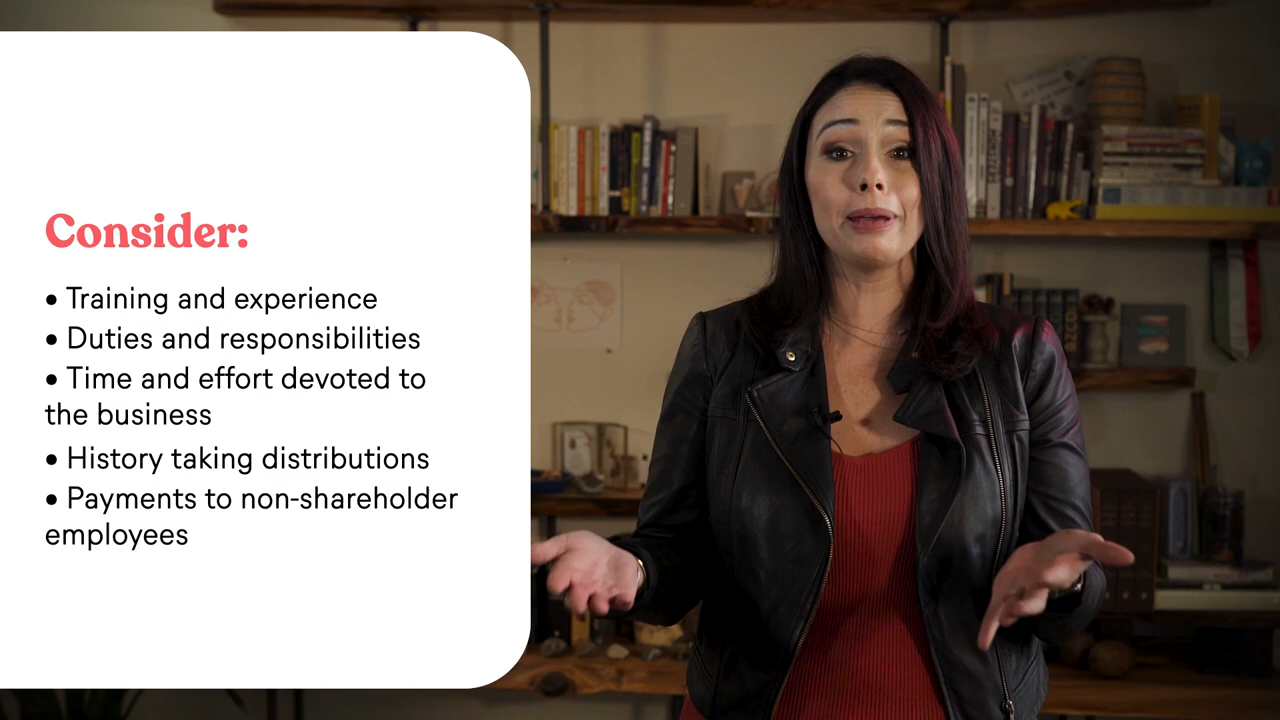 Consider:
• Training and experience
• Duties and responsibilities
• Time and effort devoted to
the business
• History taking distributions
• Payments to non-shareholder
employees